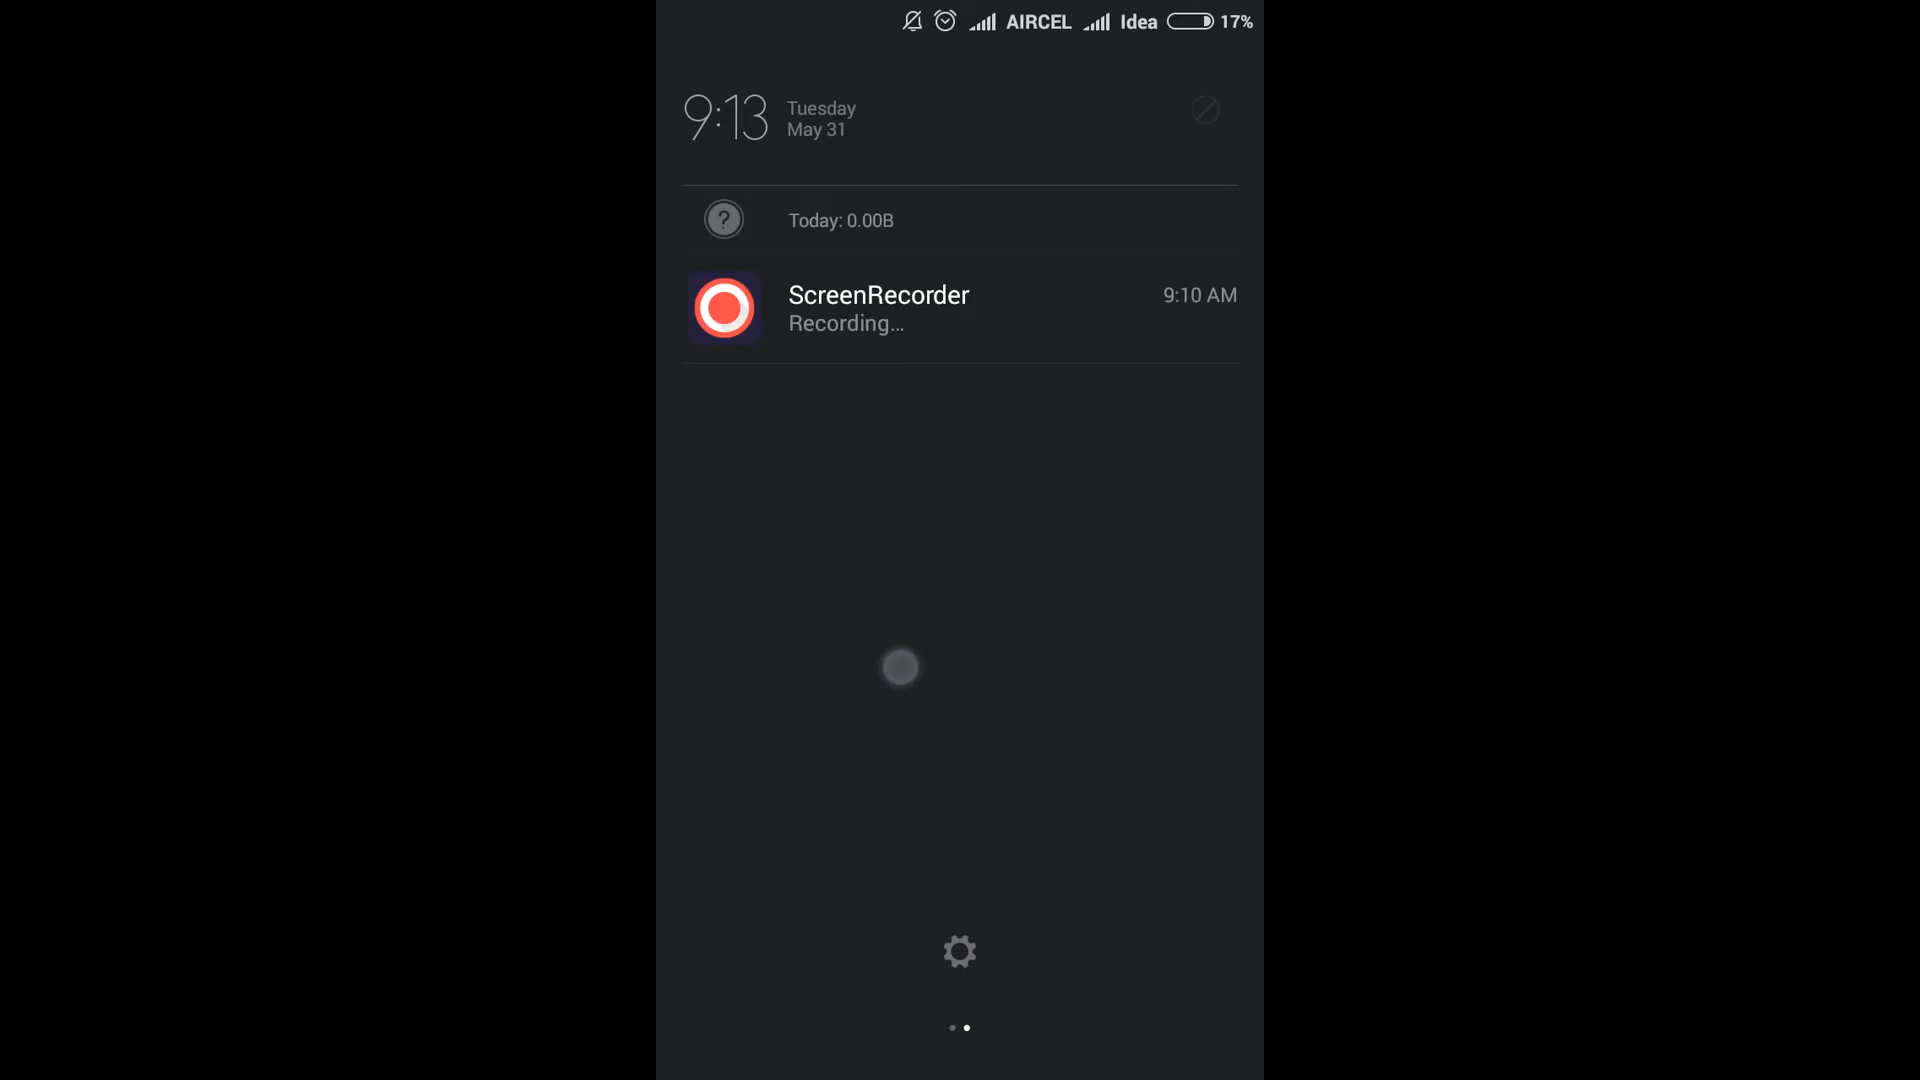 AIRCEL Idea 17%
9:13 Tuesday
May 31
? Today: 0.00B
ScreenRecorder 9:10 AM
Recording...